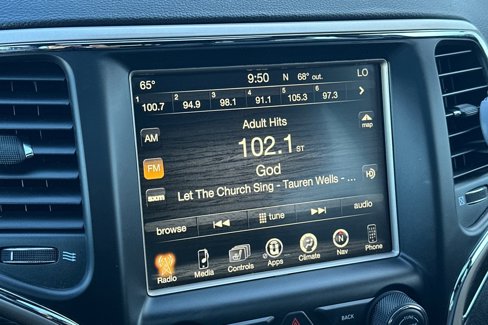 65° 9:50 N 68° out. LO
1 100.7 2 94.9 3 98.1 4 91.1 5 105.3 6 97.3 >
AM
Adult Hits
map
FM
102.1 ST
God
HD
sxm
Let The Church Sing - Tauren Wells - ...
browse tune audio
Radio Media Controls Apps Climate Nav Phone
BACK